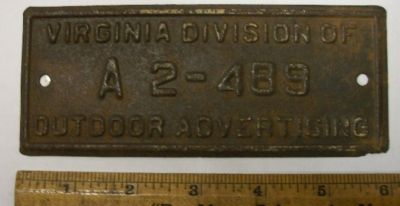 VIRGINIA DIVISION OF
A 2-489
OUTDOOR ADVERTISING
1 2 3 4 5 6